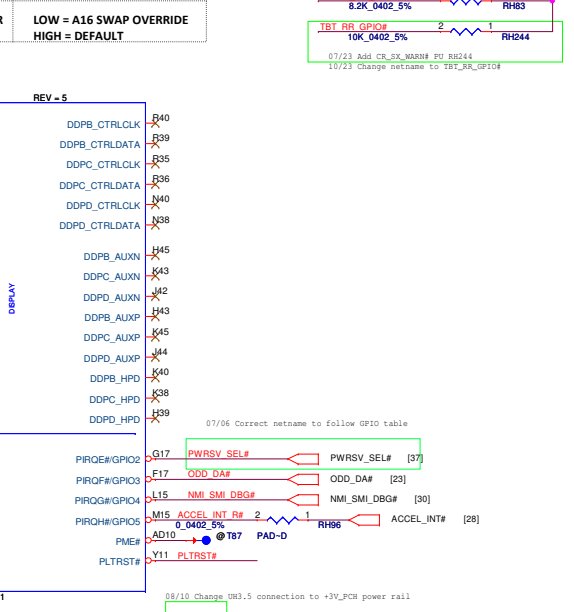 R
LOW = A16 SWAP OVERRIDE
HIGH = DEFAULT
8.2K_0402_5% RH83
TBT_RR_GPIO# 2 1
10K_0402_5% RH244
07/23 Add CR_SX_WARN# PU RH244
10/23 Change netname to TBT_RR_GPIO#
REV = 5
DISPLAY
DDPB_CTRLCLK R40
DDPB_CTRLDATA R39
DDPC_CTRLCLK R35
DDPC_CTRLDATA R36
DDPD_CTRLCLK N40
DDPD_CTRLDATA N38
DDPB_AUXN H45
DDPC_AUXN K43
DDPD_AUXN J42
DDPB_AUXP H43
DDPC_AUXP K45
DDPD_AUXP J44
DDPB_HPD K40
DDPC_HPD K38
DDPD_HPD H39
07/06 Correct netname to follow GPIO table
PIRQE#/GPIO2 G17 PWRSV_SEL# PWRSV_SEL# [37]
PIRQF#/GPIO3 F17 ODD_DA# ODD_DA# [23]
PIRQG#/GPIO4 L15 NMI_SMI_DBG# NMI_SMI_DBG# [30]
PIRQH#/GPIO5 M15 ACCEL_INT_R# 2 1 ACCEL_INT# [28]
0_0402_5% RH96
PME# AD10 @ T87 PAD~D
PLTRST# Y11 PLTRST#
1
08/10 Change UH3.5 connection to +3V_PCH power rail